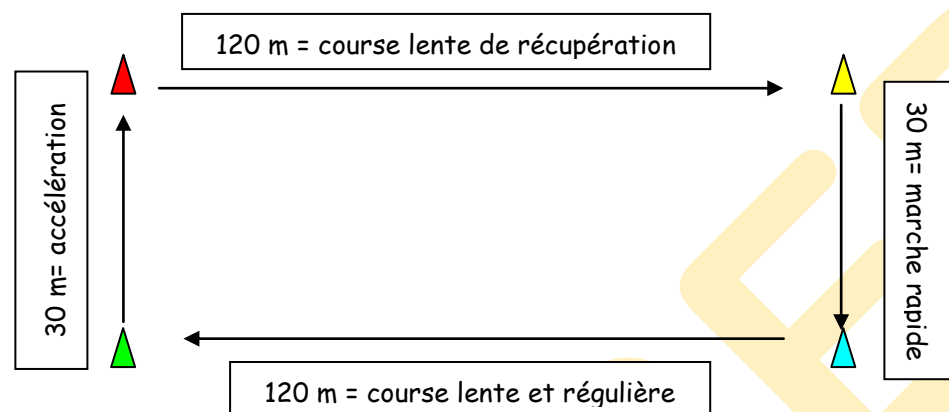 120 m = course lente de récupération
30 m= accélération
30 m= marche rapide
120 m = course lente et régulière